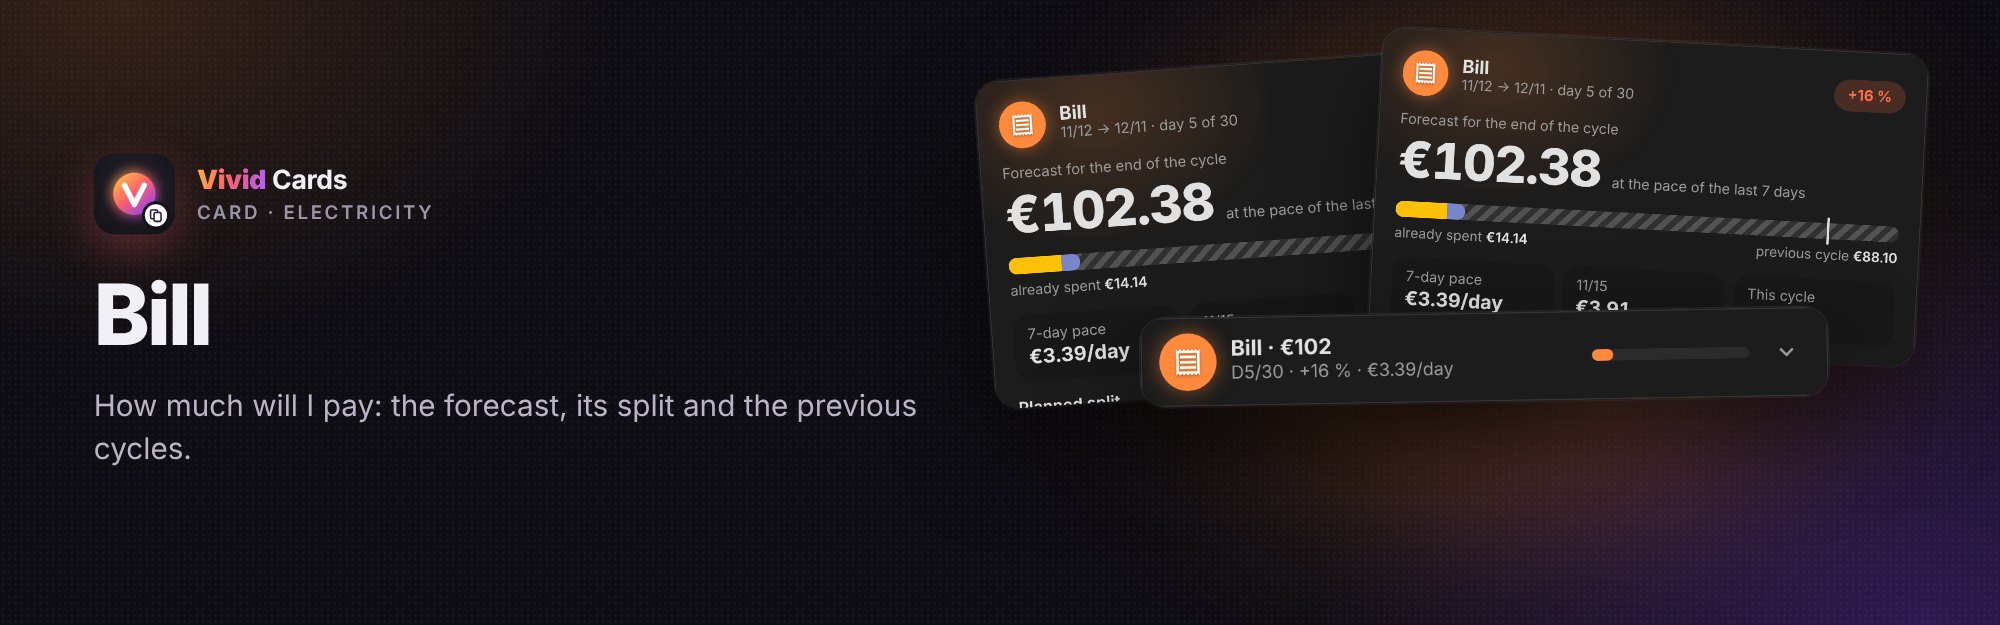 Vivid Cards
CARD · ELECTRICITY
Bill
How much will I pay: the forecast, its split and the previous
cycles.
Bill
11/12 → 12/11 · day 5 of 30
Forecast for the end of the cycle
€102.38 at the pace of the last
already spent €14.14
7-day pace
€3.39/day
Planned split
Bill
11/12 → 12/11 · day 5 of 30
+16 %
Forecast for the end of the cycle
€102.38 at the pace of the last 7 days
already spent €14.14
previous cycle €88.10
7-day pace
€3.39/day
11/15
€3.91
This cycle
Bill · €102
D5/30 · +16 % · €3.39/day